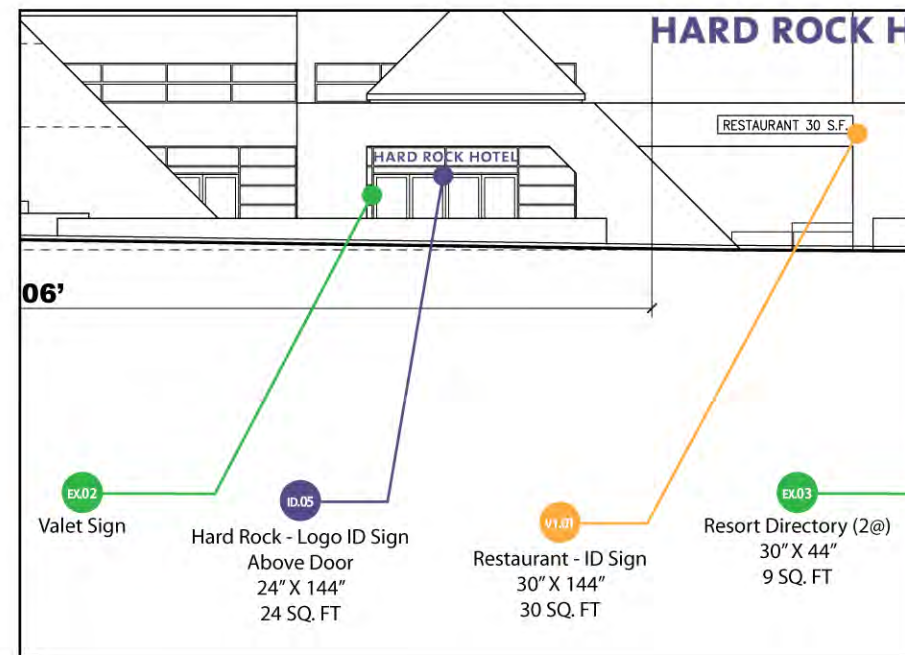 HARD ROCK H
RESTAURANT 30 S.F.
HARD ROCK HOTEL
06’
EX.02
Valet Sign
ID.05
Hard Rock - Logo ID Sign
Above Door
24” X 144”
24 SQ. FT
V1.01
Restaurant - ID Sign
30” X 144”
30 SQ. FT
EX.03
Resort Directory (2@)
30” X 44”
9 SQ. FT